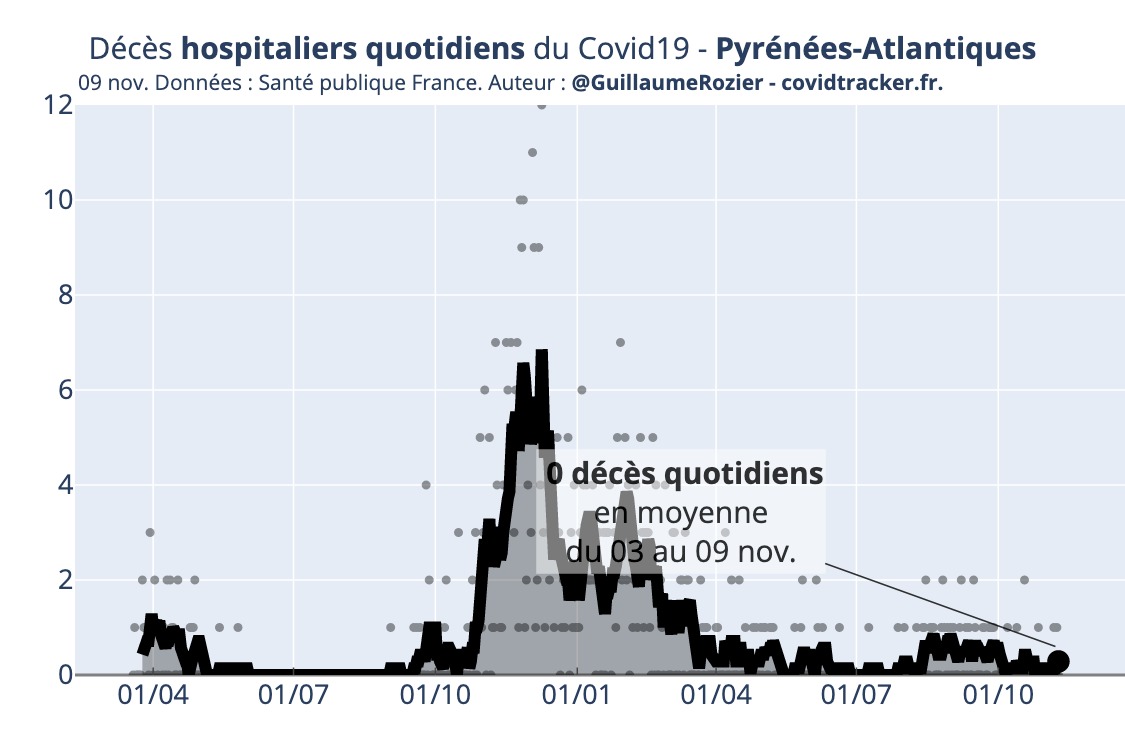 Décès hospitaliers quotidiens du Covid19 - Pyrénées-Atlantiques
09 nov. Données : Santé publique France. Auteur : @GuillaumeRozier - covidtracker.fr.
12
10
8
6
4
2
0
0 décès quotidiens
en moyenne
du 03 au 09 nov.
01/04 01/07 01/10 01/01 01/04 01/07 01/10